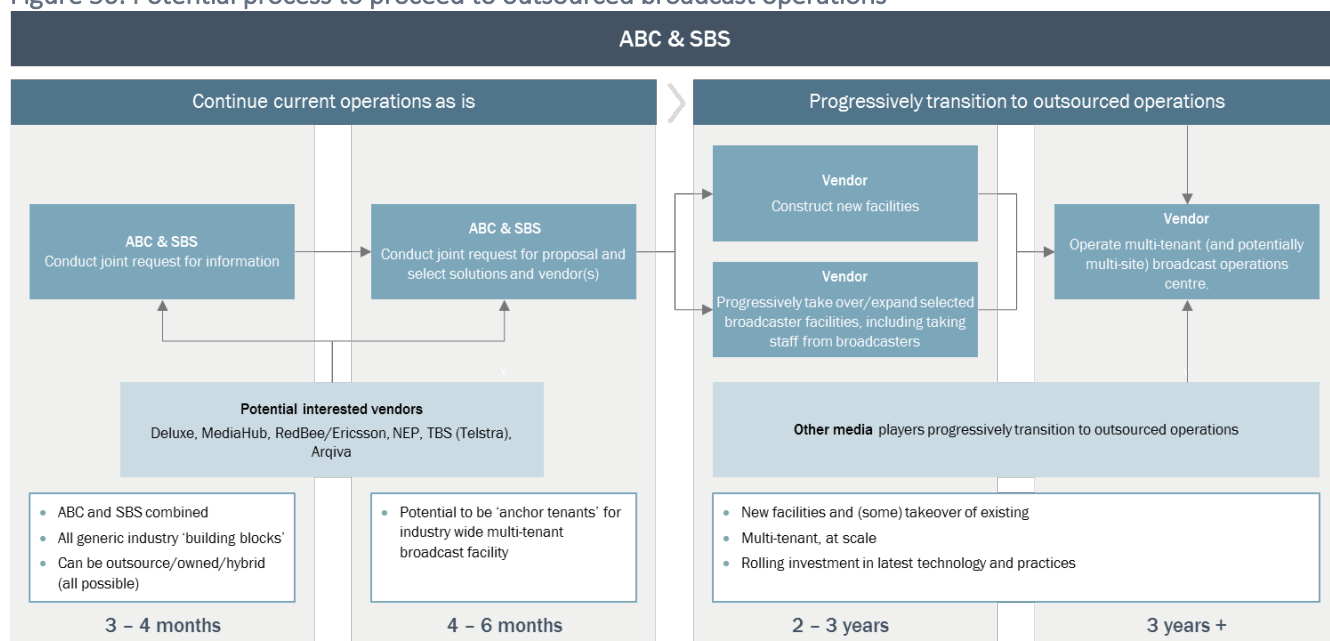 Figure 30: Potential process to proceed to outsourced broadcast operations
ABC & SBS
Continue current operations as is
Progressively transition to outsourced operations
ABC & SBS
Conduct joint request for information
ABC & SBS
Conduct joint request for proposal and
select solutions and vendor(s)
Vendor
Construct new facilities
Vendor
Progressively take over/expand selected
broadcaster facilities, including taking
staff from broadcasters
Vendor
Operate multi-tenant (and potentially
multi-site) broadcast operations
centre.
Potential interested vendors
Deluxe, MediaHub, RedBee/Ericsson, NEP, TBS (Telstra),
Arqiva
Other media players progressively transition to outsourced operations
• ABC and SBS combined
• All generic industry ‘building blocks’
• Can be outsource/owned/hybrid
(all possible)
• Potential to be ‘anchor tenants’ for
industry wide multi-tenant
broadcast facility
• New facilities and (some) takeover of existing
• Multi-tenant, at scale
• Rolling investment in latest technology and practices
3 – 4 months
4 – 6 months
2 – 3 years
3 years +